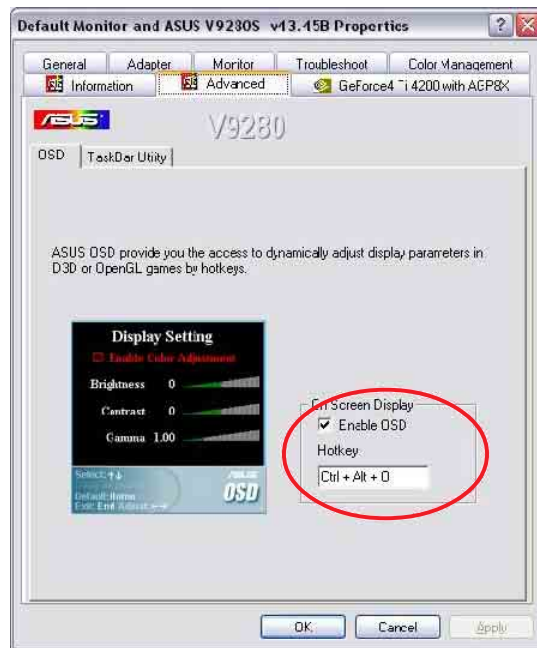 Default Monitor and ASUS V9280S v43.45B Properties
General Adapter Monitor Troubleshoot Color Management
Information Advanced GeForce4 Ti 4200 with AGP8X
ASUS V9280
OSD TaskBar Utility
ASUS OSD provide you the access to dynamically adjust display parameters in
D3D or OpenGL games by hotkeys.
Display Setting
Enable Color Adjustment
Brightness 0
Contrast 0
Gamma 1.00
Select:↑↓
Default: Home
Exit: End Adjust:←→
ASUS
OSD
On Screen Display
Enable OSD
Hotkey
Ctrl + Alt + O
OK Cancel Apply